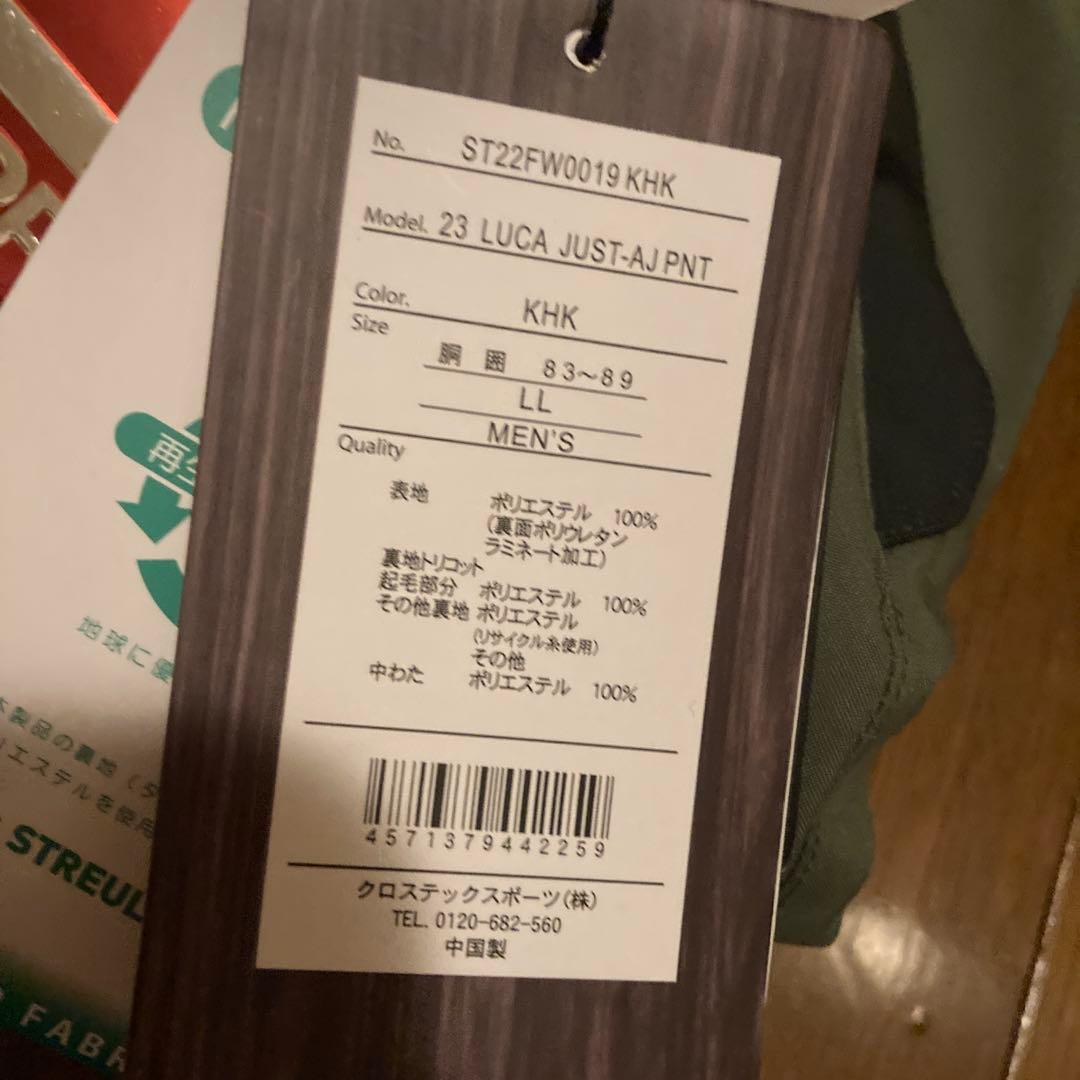 No. ST22FW0019 KHK
Model. 23 LUCA JUST-AJ PNT
Color. KHK
Size
胴 囲 83〜89
LL
MEN'S
Quality
表地 ポリエステル 100%
(裏面ポリウレタン
ラミネート加工)
裏地トリコット
起毛部分 ポリエステル 100%
その他裏地 ポリエステル
(リサイクル糸使用)
その他
中わた ポリエステル 100%
4571379442259
クロステックスポーツ(株)
TEL. 0120-682-560
中国製
再生
地球に優
製品の裏地
エステルを使用
STREUL
FABR